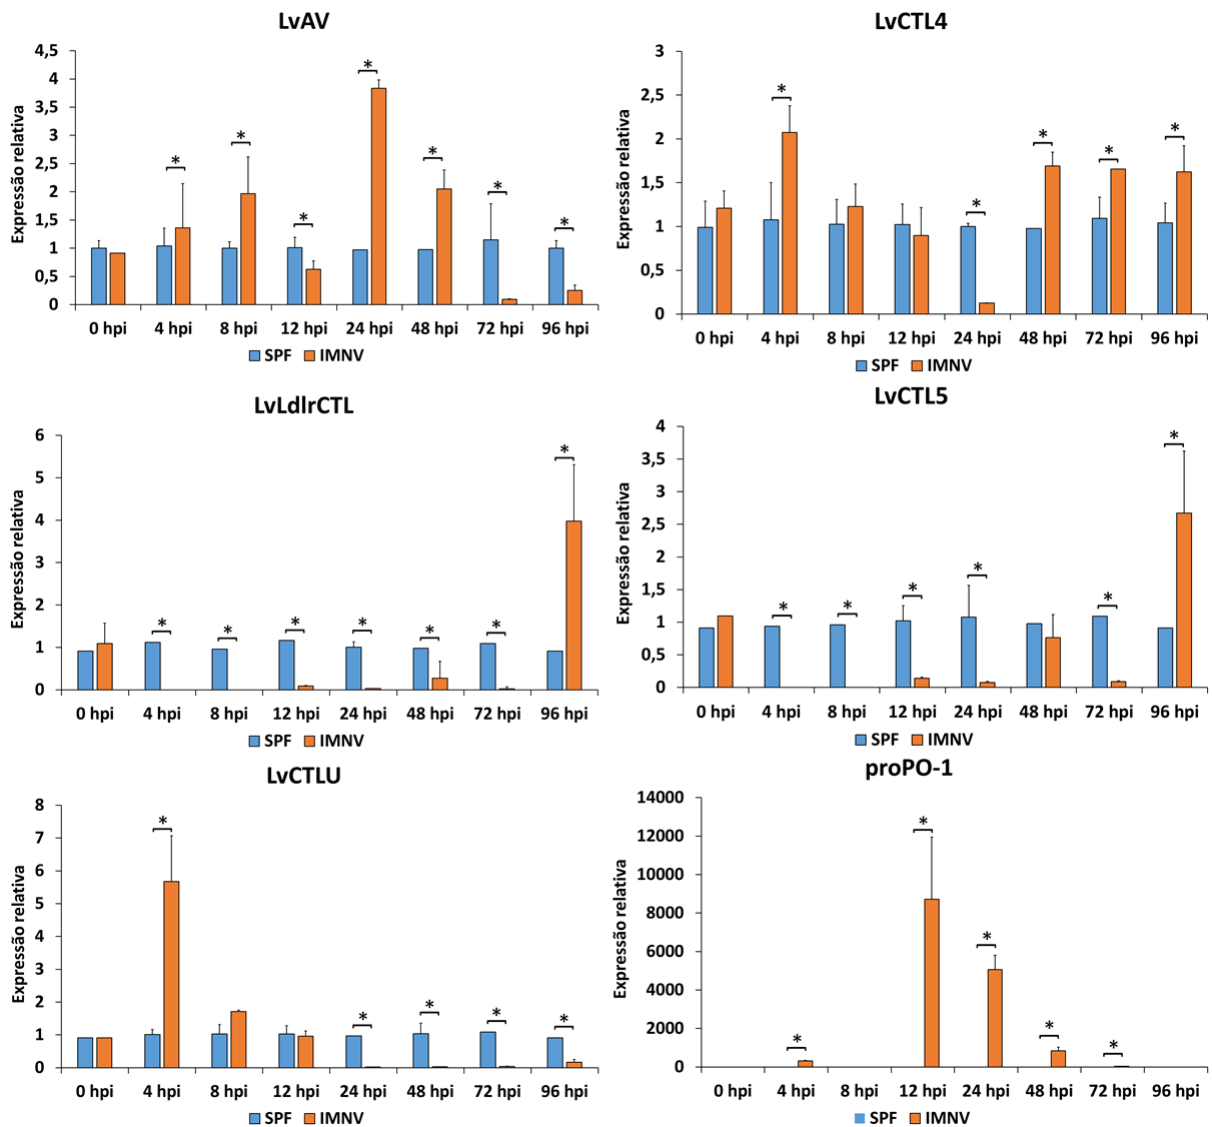 LvAV
Expressão relativa
4,5
4
3,5
3
2,5
2
1,5
1
0,5
0
* * * * * * *
0 hpi 4 hpi 8 hpi 12 hpi 24 hpi 48 hpi 72 hpi 96 hpi
SPF IMNV
LvCTL4
Expressão relativa
3
2,5
2
1,5
1
0,5
0
* * * * *
0 hpi 4 hpi 8 hpi 12 hpi 24 hpi 48 hpi 72 hpi 96 hpi
SPF IMNV
LvLdlrCTL
Expressão relativa
6
5
4
3
2
1
0
* * * * * * *
0 hpi 4 hpi 8 hpi 12 hpi 24 hpi 48 hpi 72 hpi 96 hpi
SPF IMNV
LvCTL5
Expressão relativa
4
3,5
3
2,5
2
1,5
1
0,5
0
* * * * * *
0 hpi 4 hpi 8 hpi 12 hpi 24 hpi 48 hpi 72 hpi 96 hpi
SPF IMNV
LvCTLU
Expressão relativa
8
7
6
5
4
3
2
1
0
* * * * *
0 hpi 4 hpi 8 hpi 12 hpi 24 hpi 48 hpi 72 hpi 96 hpi
SPF IMNV
proPO-1
Expressão relativa
14000
12000
10000
8000
6000
4000
2000
0
* * * * *
0 hpi 4 hpi 8 hpi 12 hpi 24 hpi 48 hpi 72 hpi 96 hpi
SPF IMNV